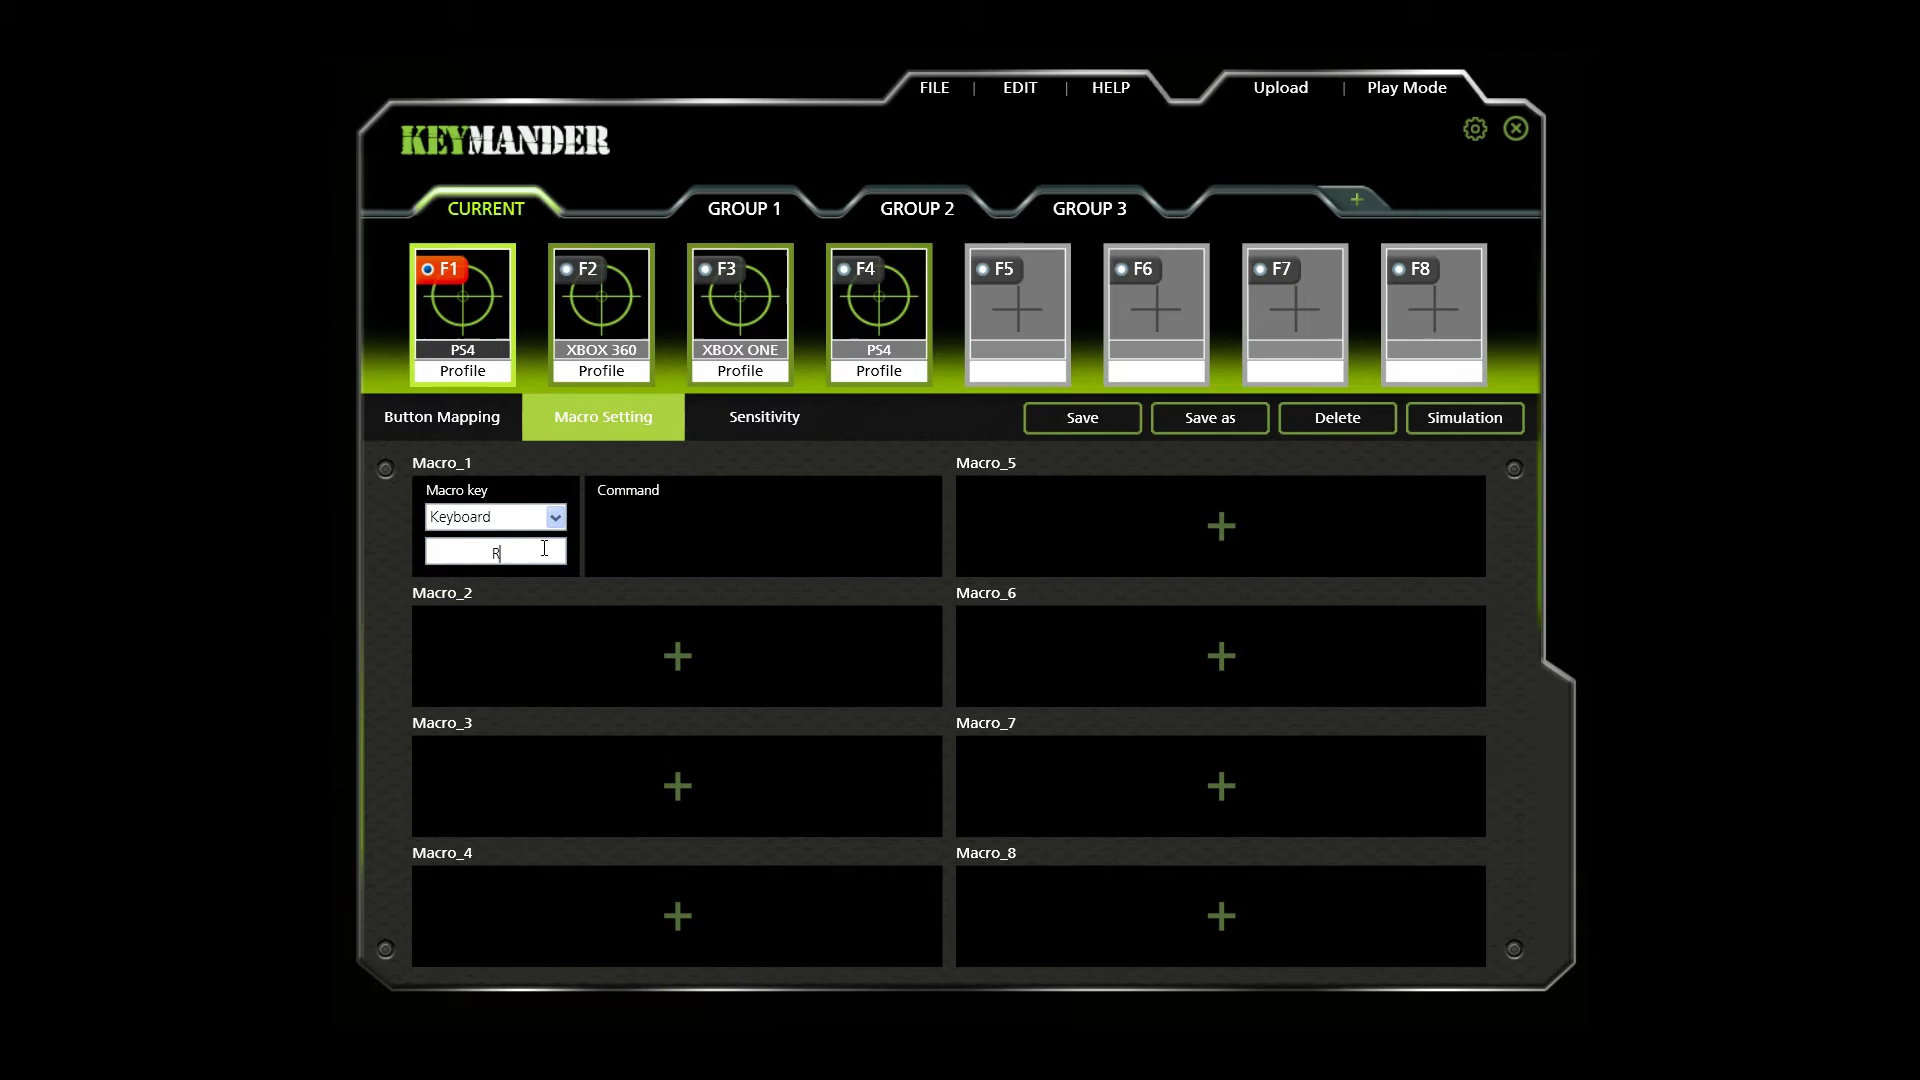 FILE | EDIT | HELP
Upload | Play Mode
KEYMANDER
CURRENT GROUP 1 GROUP 2 GROUP 3 +
F1 F2 F3 F4 F5 F6 F7 F8
PS4 XBOX 360 XBOX ONE PS4
Profile Profile Profile Profile
Button Mapping Macro Setting Sensitivity Save Save as Delete Simulation
Macro_1
Macro key Command
Keyboard
R
Macro_2
Macro_3
Macro_4
Macro_5
Macro_6
Macro_7
Macro_8